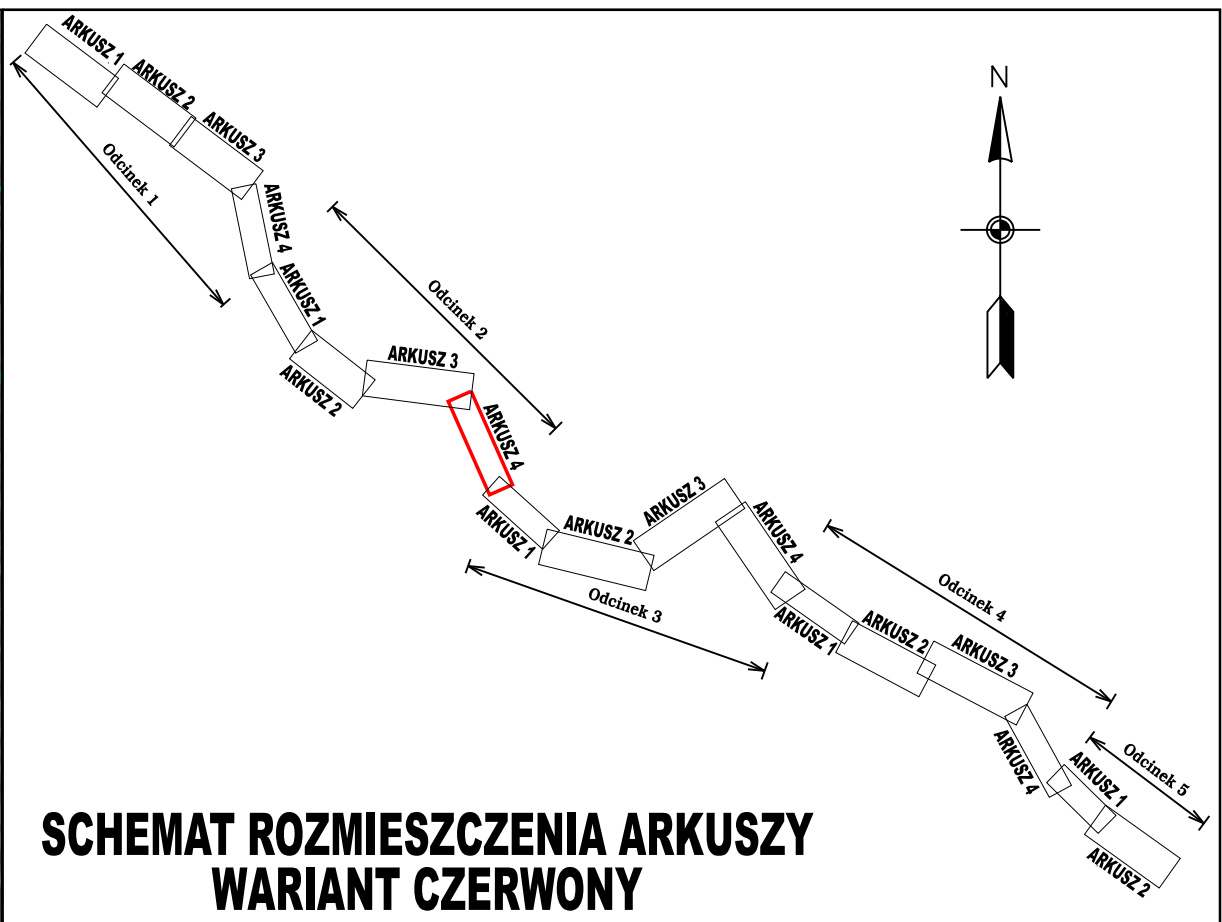 N
ARKUSZ 1
ARKUSZ 2
ARKUSZ 3
ARKUSZ 4
Odcinek 1
ARKUSZ 1
ARKUSZ 2
ARKUSZ 3
ARKUSZ 4
Odcinek 2
ARKUSZ 1
ARKUSZ 2
ARKUSZ 3
ARKUSZ 4
Odcinek 3
ARKUSZ 1
ARKUSZ 2
ARKUSZ 3
ARKUSZ 4
Odcinek 4
ARKUSZ 1
ARKUSZ 2
Odcinek 5
SCHEMAT ROZMIESZCZENIA ARKUSZY
WARIANT CZERWONY